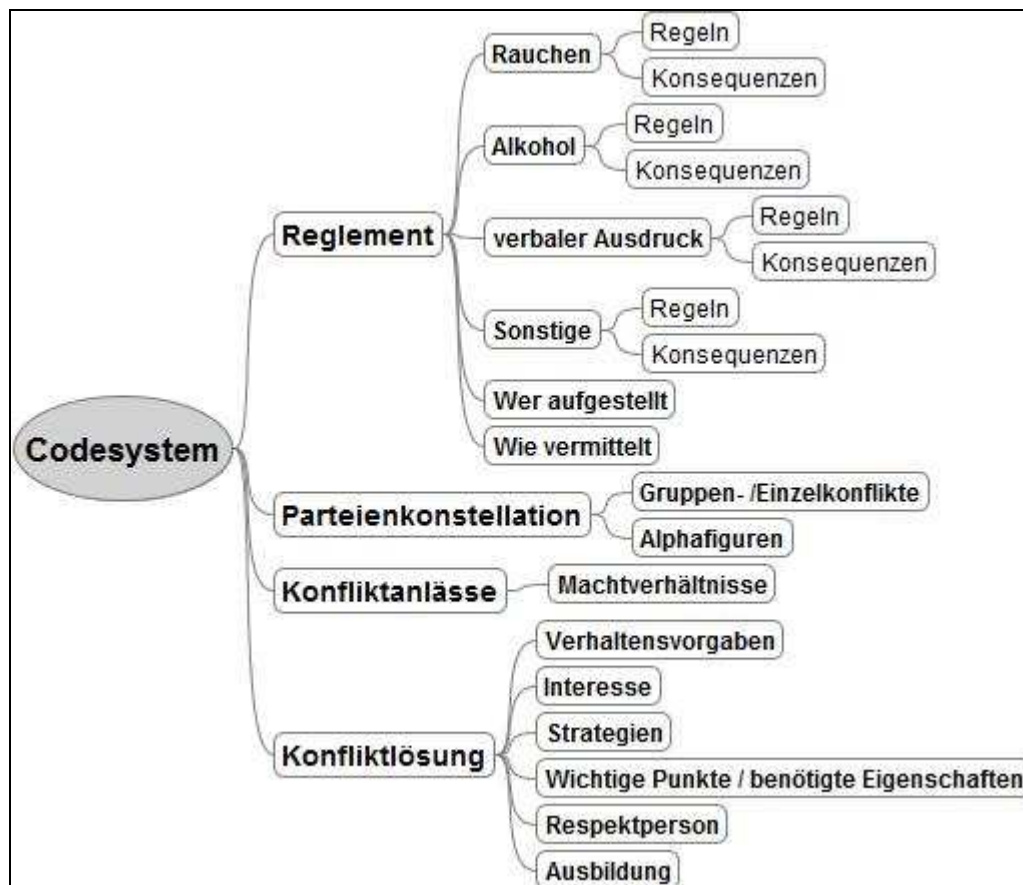 Codesystem
Reglement
Rauchen
Regeln
Konsequenzen
Alkohol
Regeln
Konsequenzen
verbaler Ausdruck
Regeln
Konsequenzen
Sonstige
Regeln
Konsequenzen
Wer aufgestellt
Wie vermittelt
Parteienkonstellation
Gruppen- /Einzelkonflikte
Alphafiguren
Konfliktanlässe
Machtverhältnisse
Konfliktlösung
Verhaltensvorgaben
Interesse
Strategien
Wichtige Punkte / benötigte Eigenschaften
Respektperson
Ausbildung